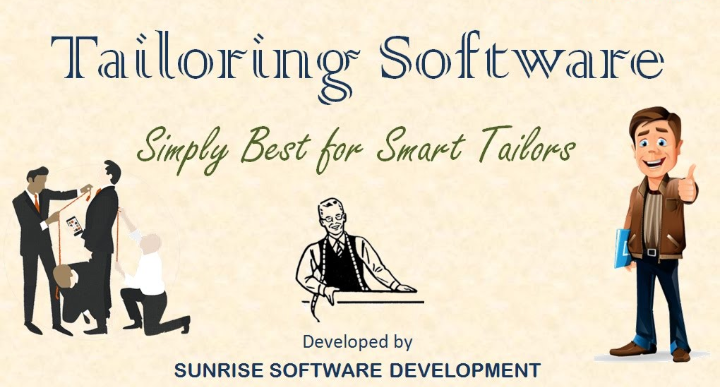 Tailoring Software
Simply Best for Smart Tailors
Developed by
SUNRISE SOFTWARE DEVELOPMENT